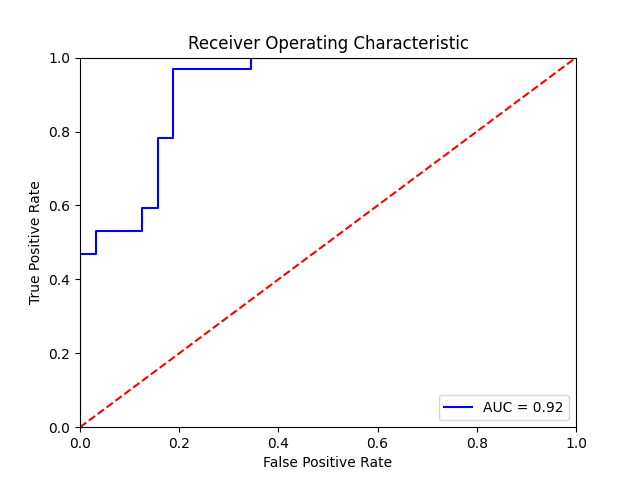 Receiver Operating Characteristic
True Positive Rate
1.0
0.8
0.6
0.4
0.2
0.0
AUC = 0.92
0.0 0.2 0.4 0.6 0.8 1.0
False Positive Rate